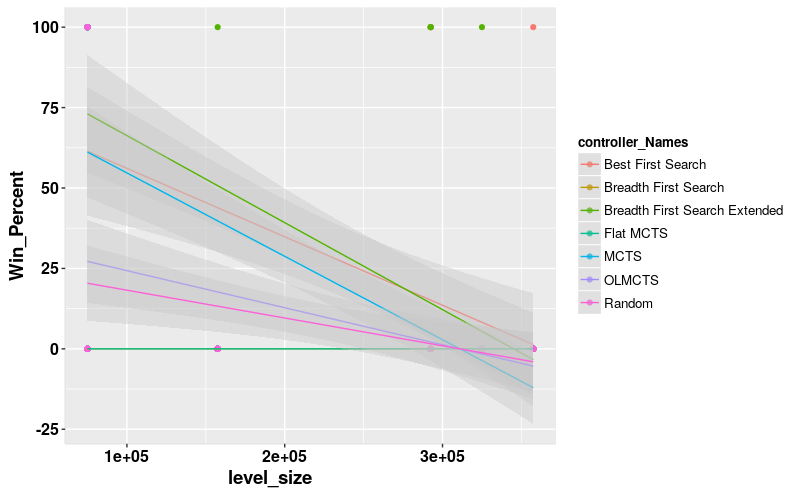 100
75
50
25
0
-25
Win_Percent
1e+05
2e+05
3e+05
level_size
controller_Names
Best First Search
Breadth First Search
Breadth First Search Extended
Flat MCTS
MCTS
OLMCTS
Random